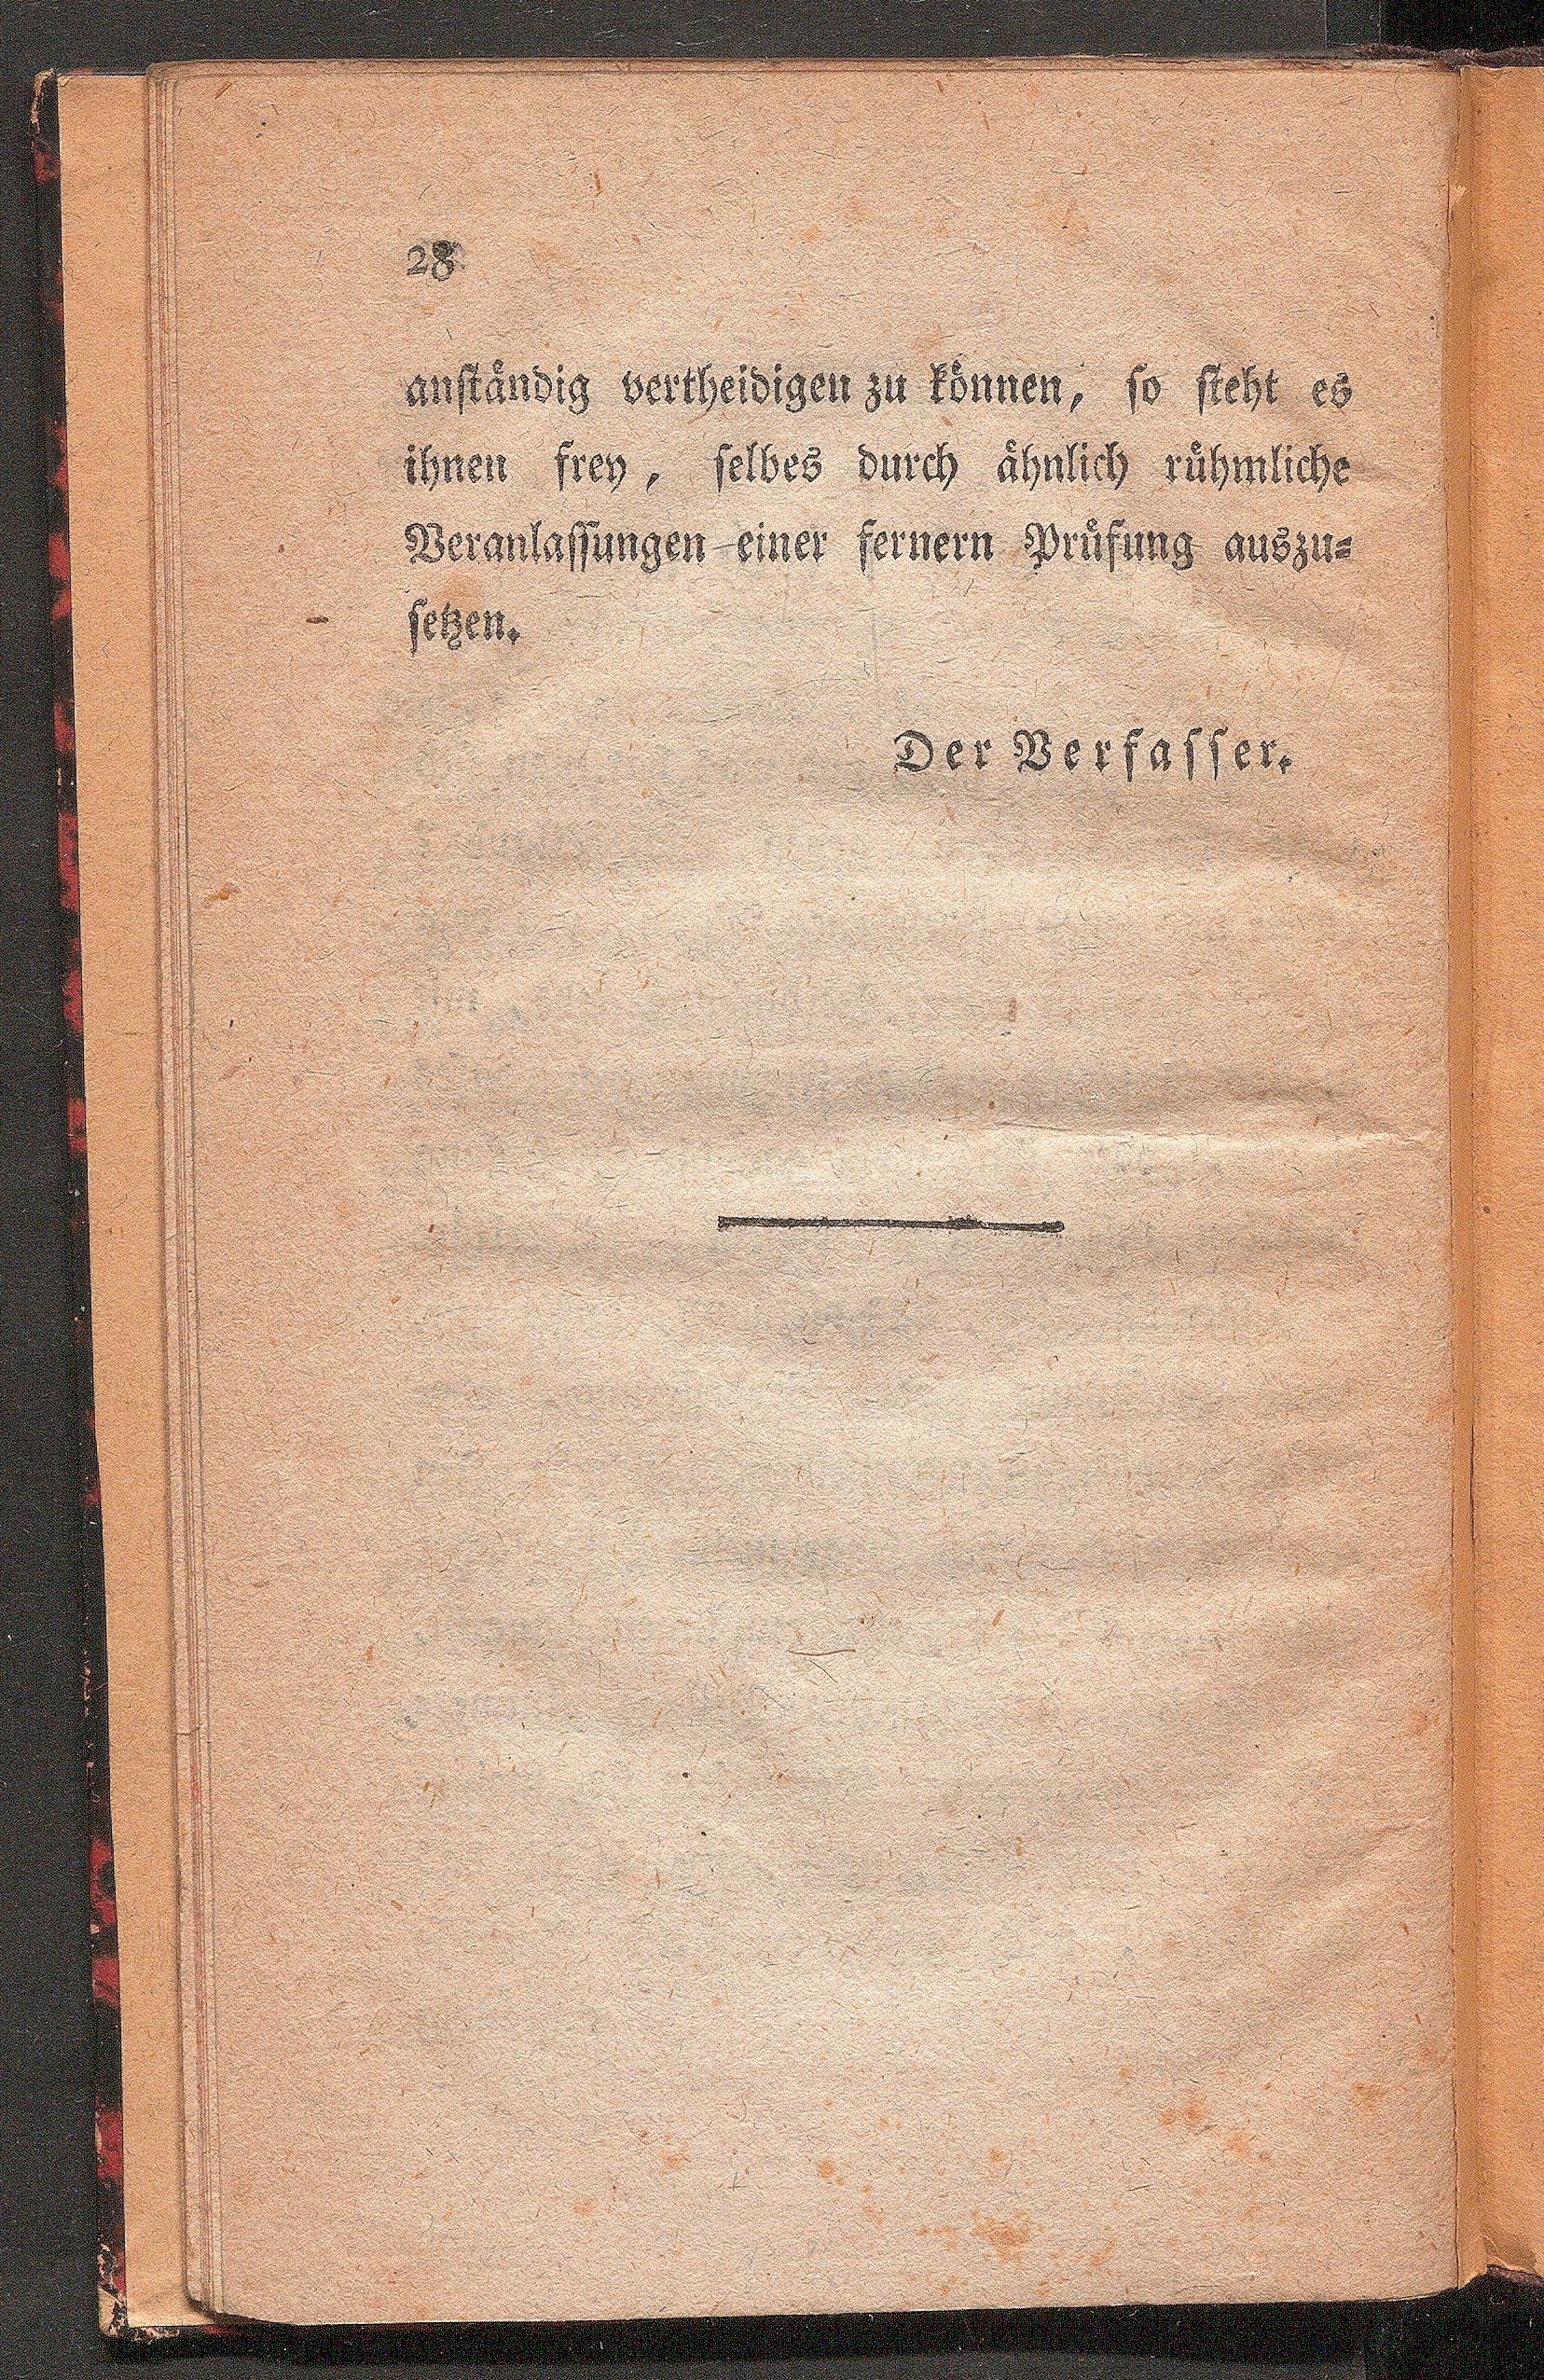 28
anſtändig vertheidigen zu können, ſo ſteht es
ihnen frey, ſelbes durch ähnlich rühmliche
Veranlaſſungen einer fernern Prüfung auszu⸗
ſetzen.
Der Verfaſſer.